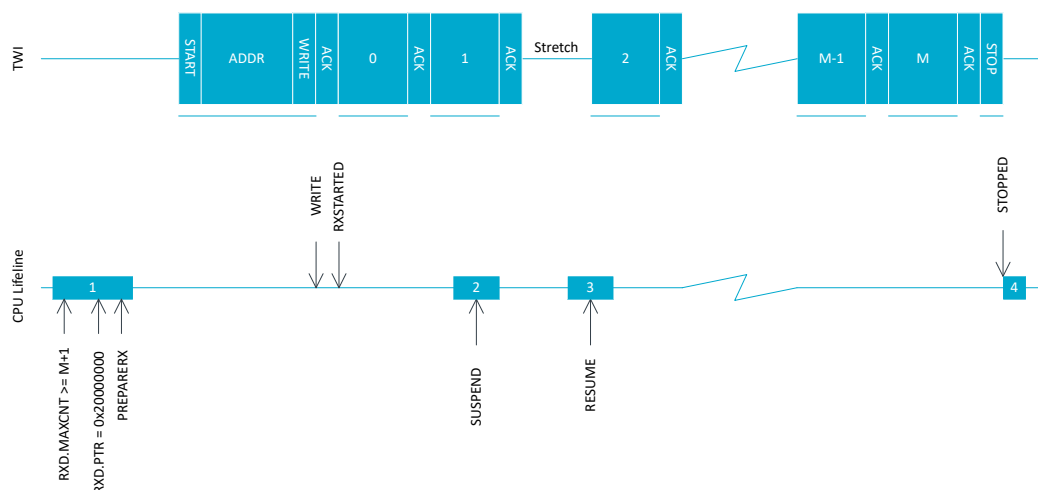 TWI
START
ADDR
WRITE
ACK
0
ACK
1
ACK
Stretch
2
ACK
M-1
ACK
M
ACK
STOP
CPU Lifeline
WRITE
RXSTARTED
STOPPED
1
2
3
4
RXD.MAXCNT >= M+1
RXD.PTR = 0x20000000
PREPARERX
SUSPEND
RESUME